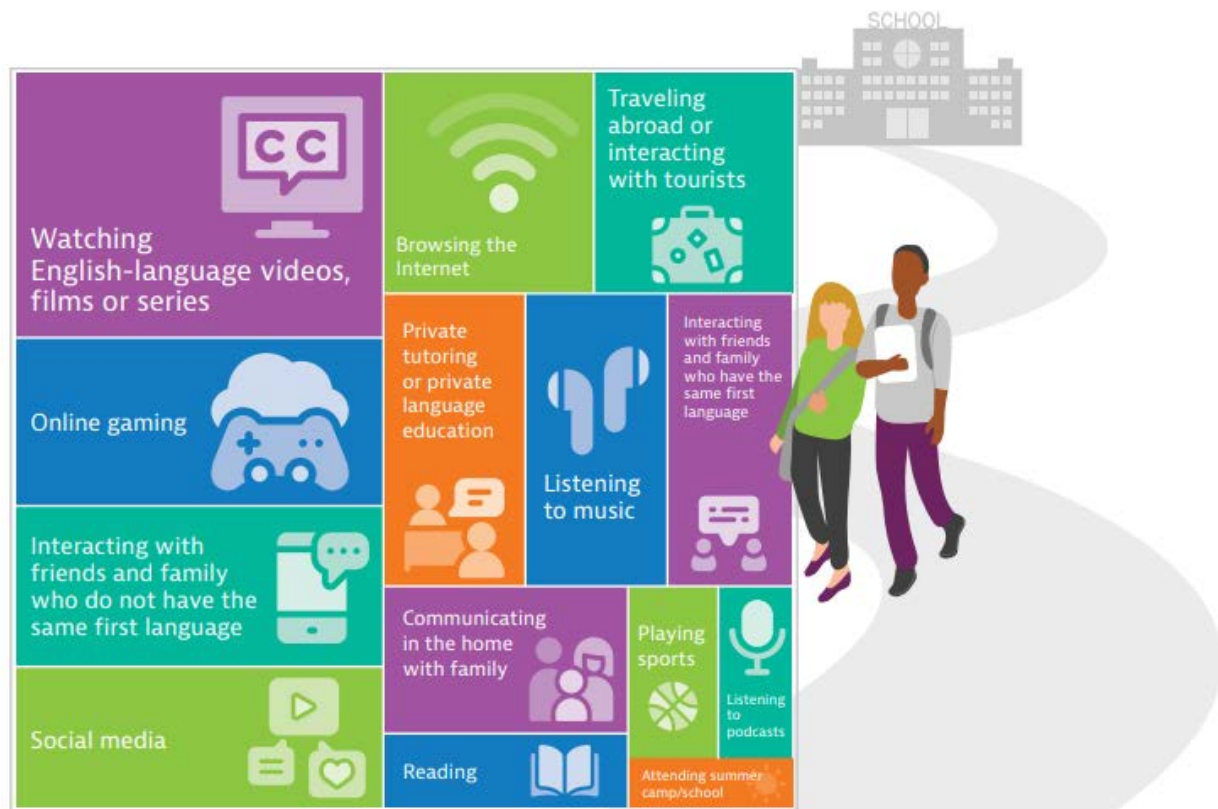 SCHOOL
CC
Watching
English-language videos,
films or series
Browsing the
Internet
Traveling
abroad or
interacting
with tourists
Online gaming
Private
tutoring
or private
language
education
Listening
to music
Interacting
with friends
and family
who have the
same first
language
Interacting with
friends and family
who do not have the
same first language
Communicating
in the home
with family
Playing
sports
Listening
to
podcasts
Social media
Reading
Attending summer
camp/school